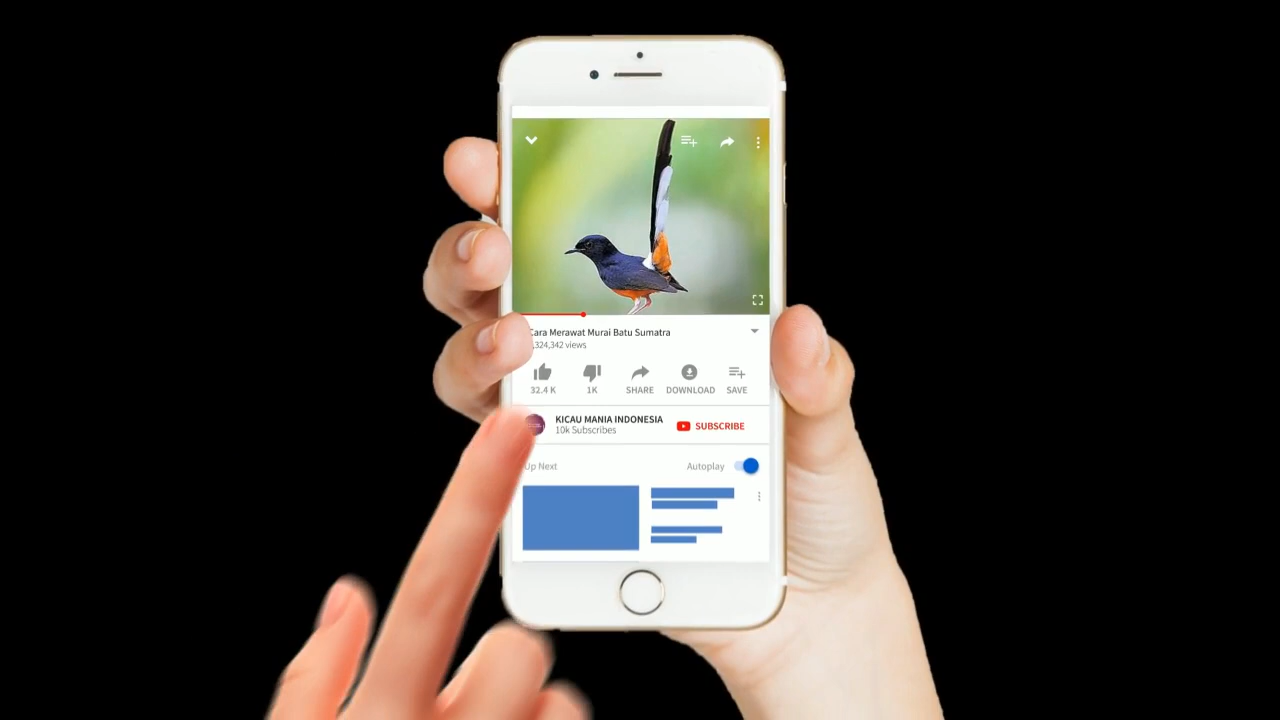 Cara Merawat Murai Batu Sumatra
,324,342 views
32.4 K
1K
SHARE
DOWNLOAD
SAVE
KICAU MANIA INDONESIA
10k Subscribes
SUBSCRIBE
Up Next
Autoplay